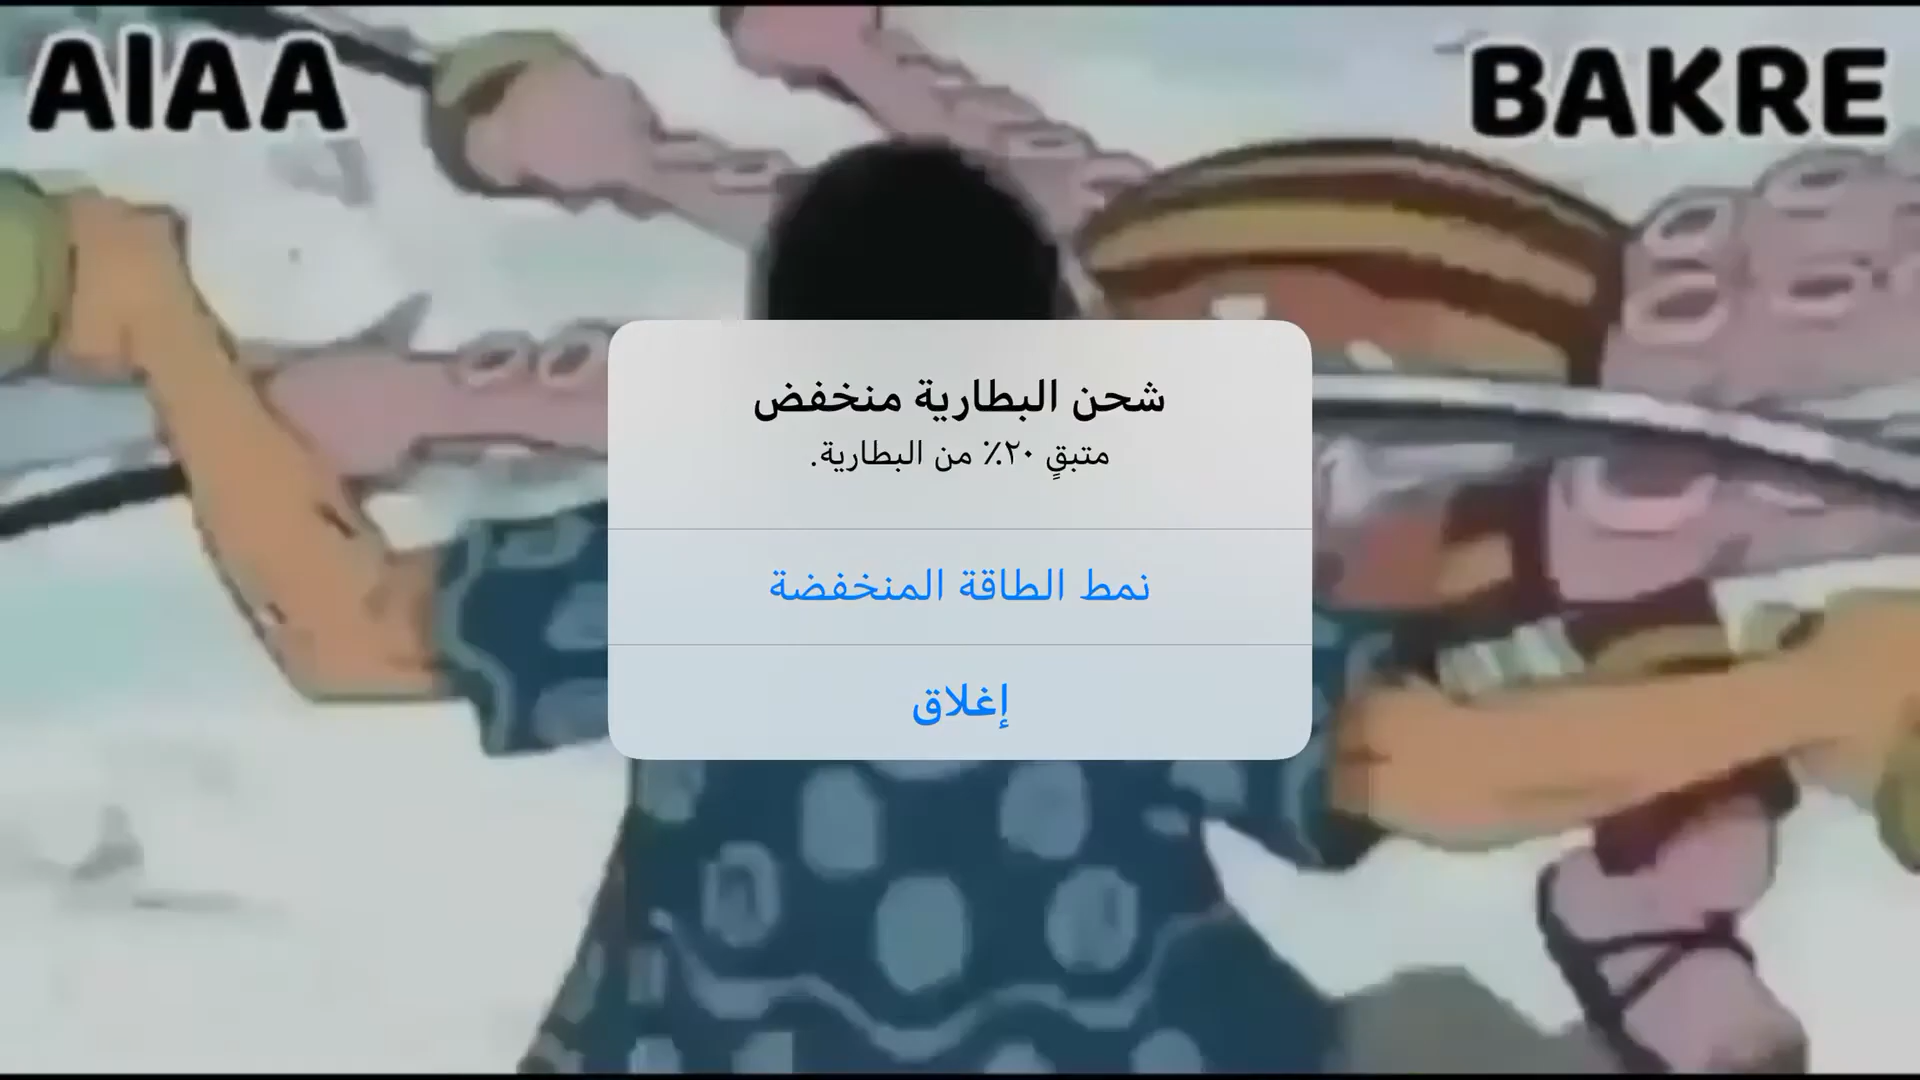 AIAA
BAKRE
شحن البطارية منخفض
متبقٍ ٢٠٪ من البطارية.
نمط الطاقة المنخفضة
إغلاق